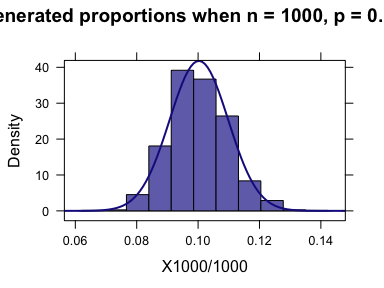 enerated proportions when n = 1000, p = 0.
40
30
20
10
0
Density
0.06 0.08 0.10 0.12 0.14
X1000/1000